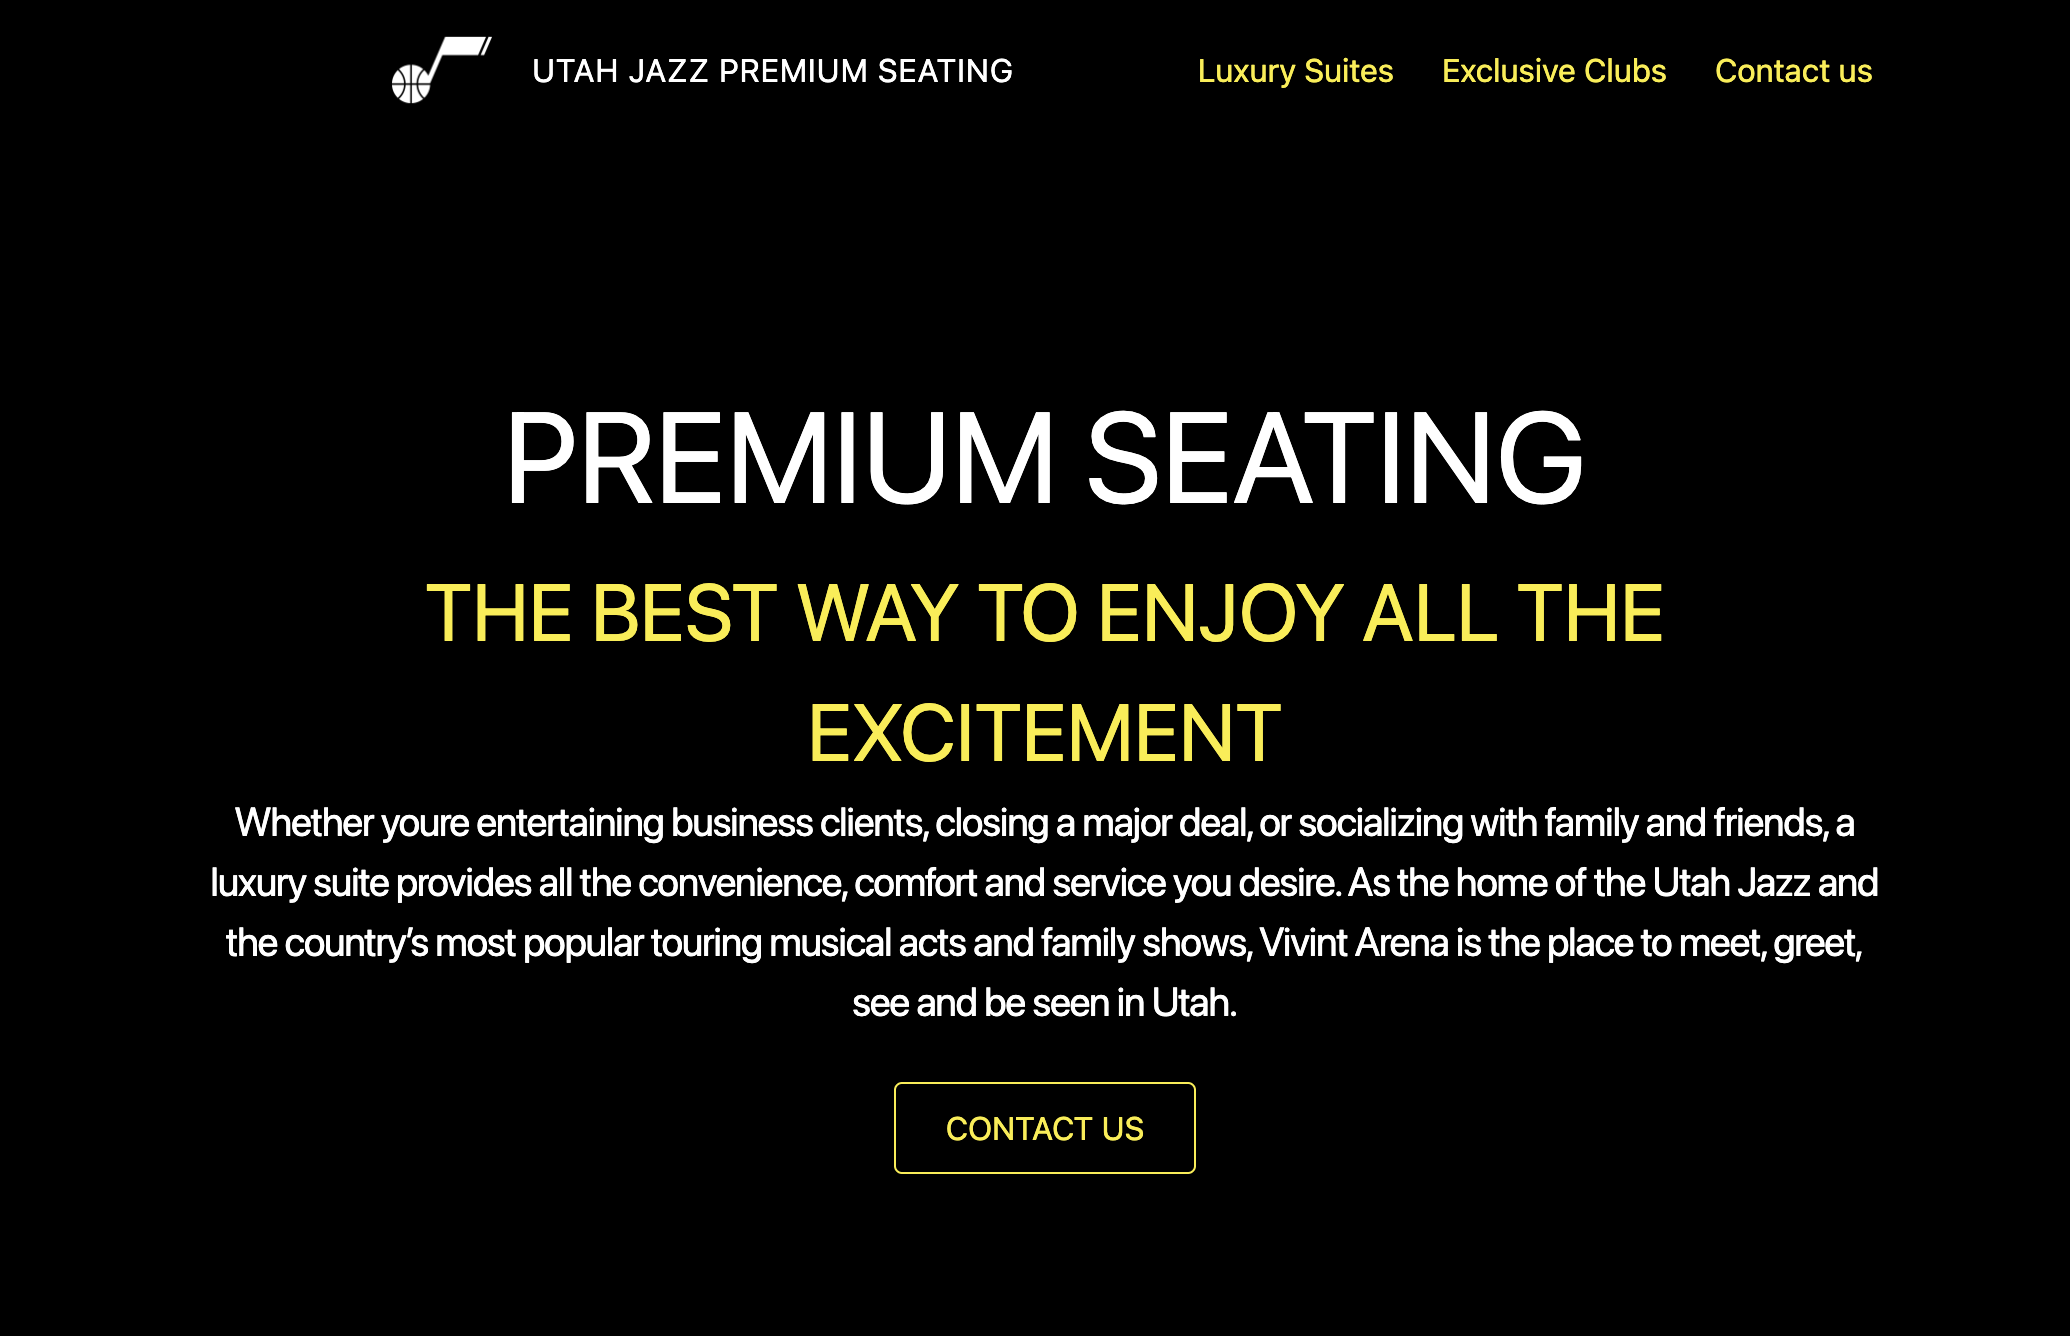 UTAH JAZZ PREMIUM SEATING
Luxury Suites
Exclusive Clubs
Contact us
PREMIUM SEATING
THE BEST WAY TO ENJOY ALL THE
EXCITEMENT
Whether youre entertaining business clients, closing a major deal, or socializing with family and friends, a
luxury suite provides all the convenience, comfort and service you desire. As the home of the Utah Jazz and
the country’s most popular touring musical acts and family shows, Vivint Arena is the place to meet, greet,
see and be seen in Utah.
CONTACT US